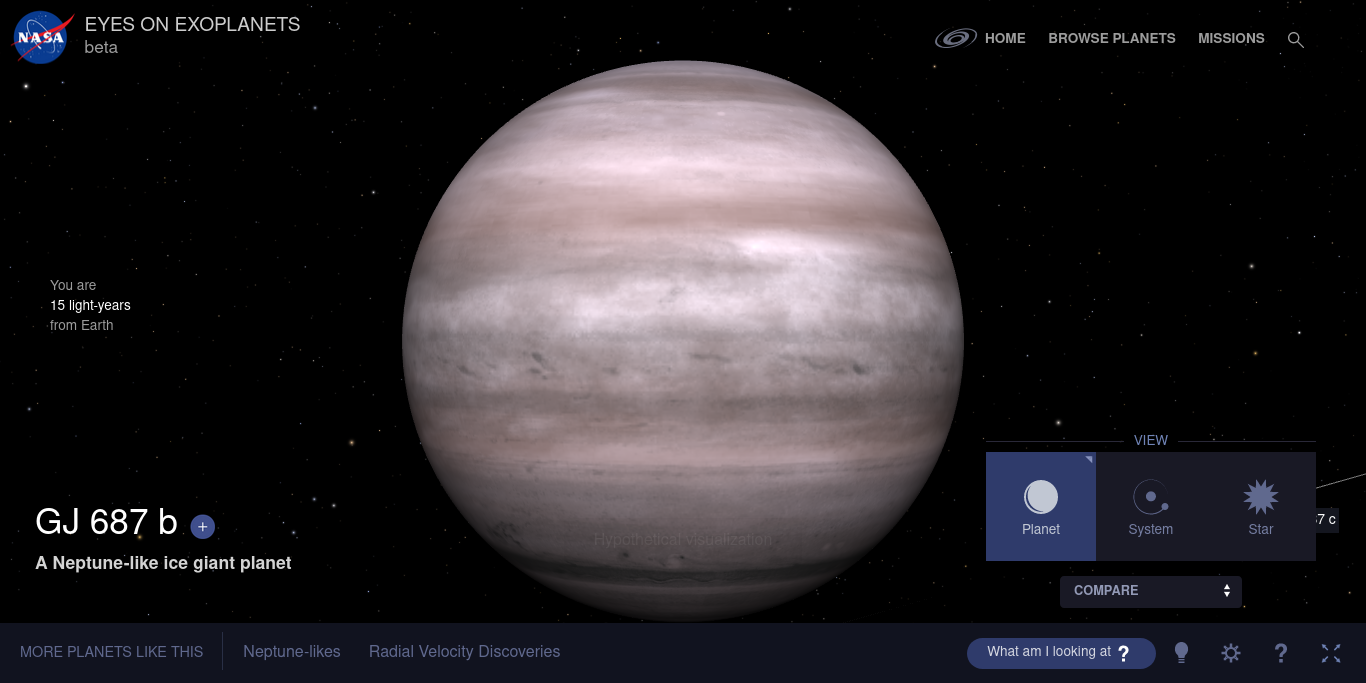 NASA
EYES ON EXOPLANETS
beta
HOME
BROWSE PLANETS
MISSIONS
You are
15 light-years
from Earth
VIEW
Planet
System
Star
7 c
GJ 687 b
+
A Neptune-like ice giant planet
Hypothetical visualization
COMPARE
MORE PLANETS LIKE THIS
Neptune-likes
Radial Velocity Discoveries
What am I looking at ?
?